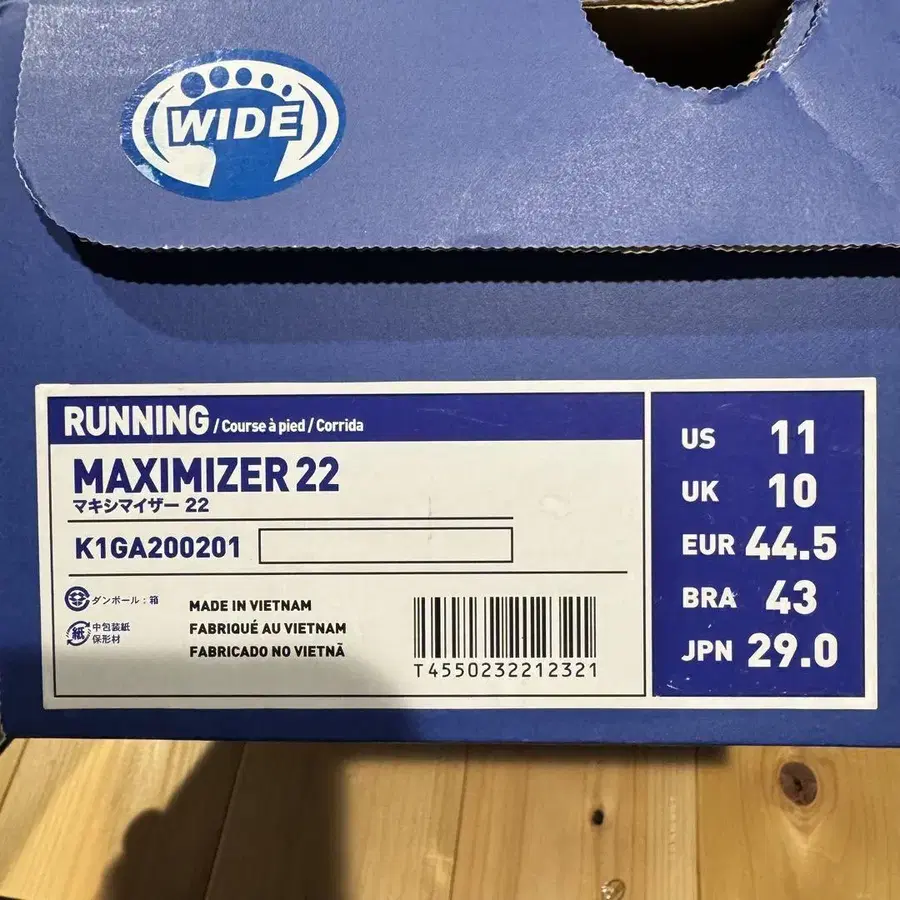 WIDE
RUNNING / Course à pied / Corrida
MAXIMIZER 22
マキシマイザー 22
K1GA200201
ダンボール：箱
紙 中包装紙
保形材
MADE IN VIETNAM
FABRIQUÉ AU VIETNAM
FABRICADO NO VIETNÃ
T4550232212321
US 11
UK 10
EUR 44.5
BRA 43
JPN 29.0